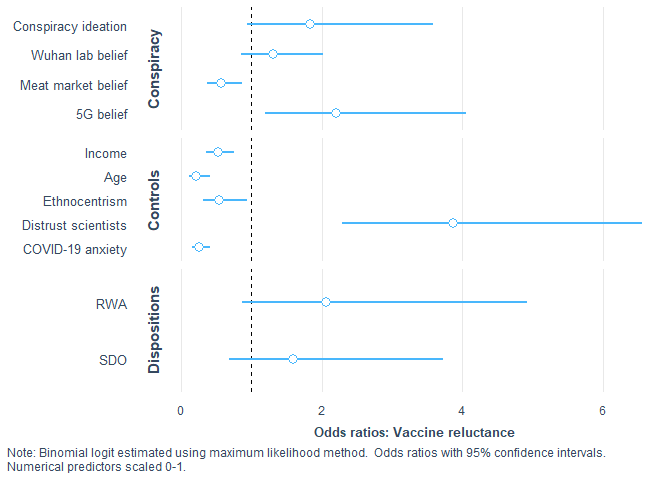 Conspiracy
Conspiracy ideation
Wuhan lab belief
Meat market belief
5G belief
Controls
Income
Age
Ethnocentrism
Distrust scientists
COVID-19 anxiety
Dispositions
RWA
SDO
0 2 4 6
Odds ratios: Vaccine reluctance
Note: Binomial logit estimated using maximum likelihood method.  Odds ratios with 95% confidence intervals.
Numerical predictors scaled 0-1.